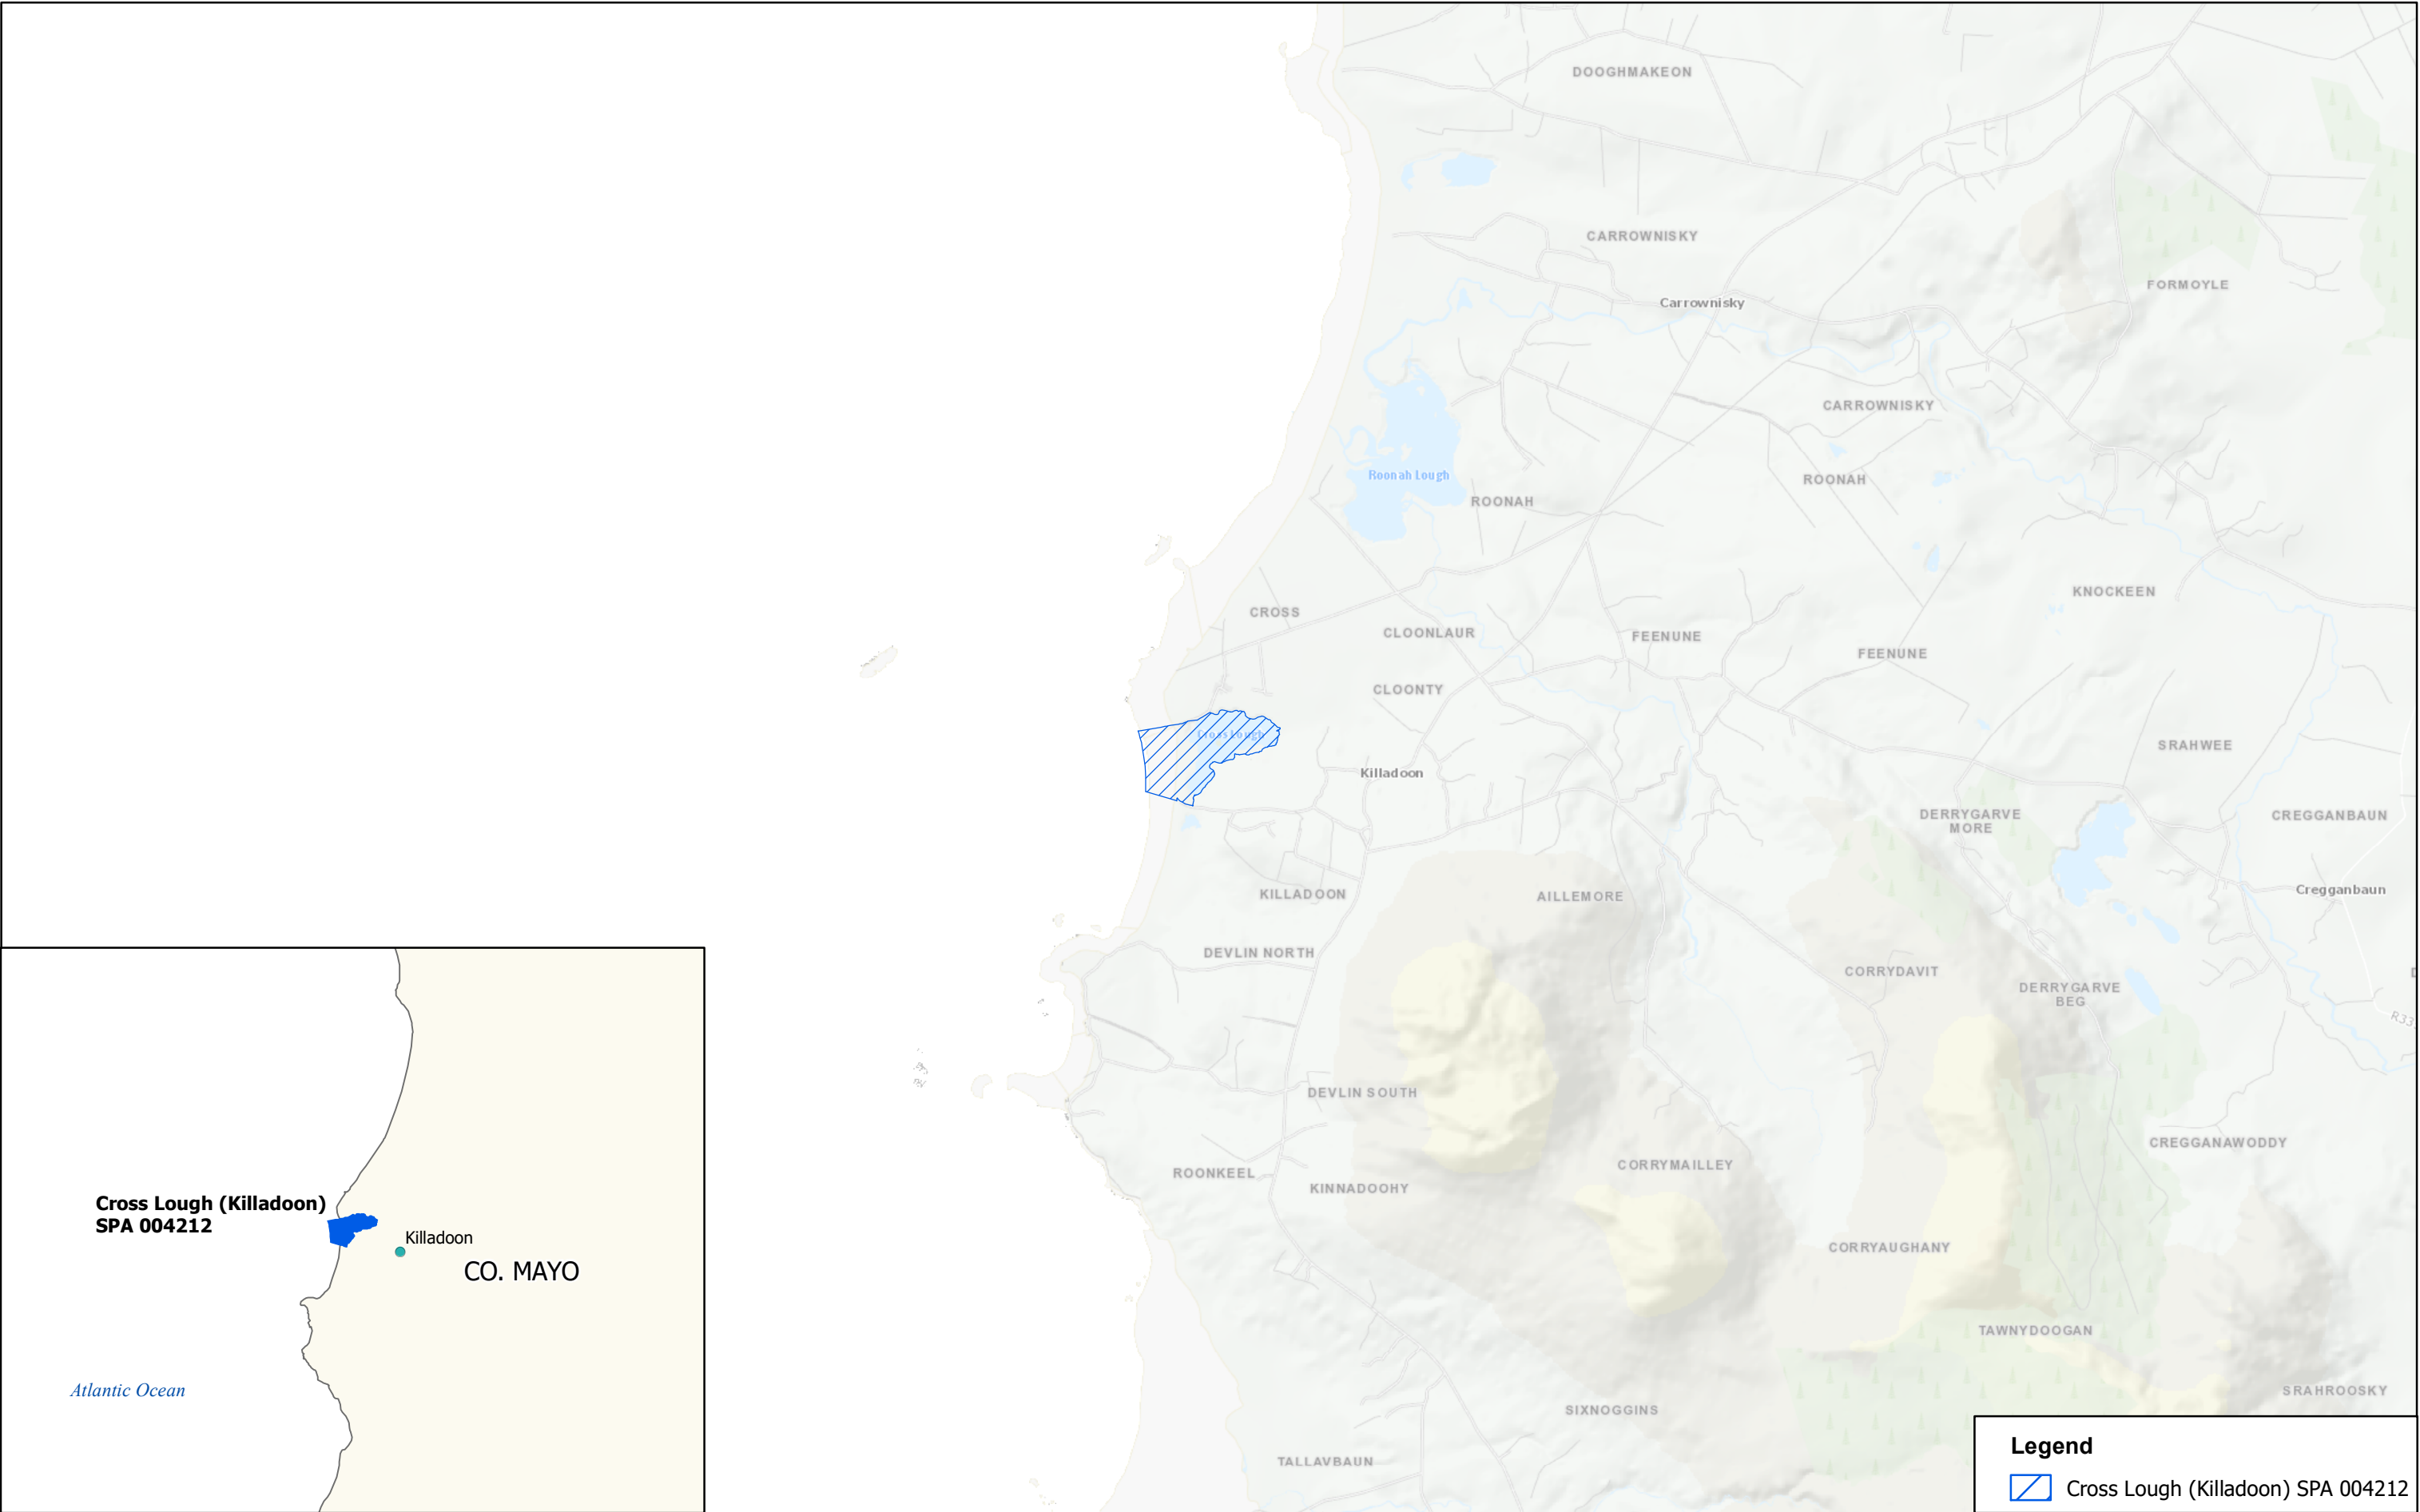 DOOGHMAKEON
CARROWNISKY
FORMOYLE
Carrownisky
CARROWNISKY
Roonah Lough
ROONAH
ROONAH
KNOCKEEN
CROSS
CLOONLAUR
FEENUNE
FEENUNE
CLOONTY
Cross Lough
SRAHWEE
Killadoon
DERRYGARVE
MORE
CREGGANBAUN
Cregganbaun
KILLADOON
AILLEMORE
DEVLIN NORTH
CORRYDAVIT
DERRYGARVE
BEG
DEVLIN SOUTH
CREGGANAWODDY
CORRYMAILLEY
ROONKEEL
KINNADOOHY
CORRYAUGHANY
TAWNYDOOGAN
SRAHROOSKY
SIXNOGGINS
TALLAVBAUN
Cross Lough (Killadoon)
SPA 004212
Killadoon
CO. MAYO
Atlantic Ocean
Legend
Cross Lough (Killadoon) SPA 004212